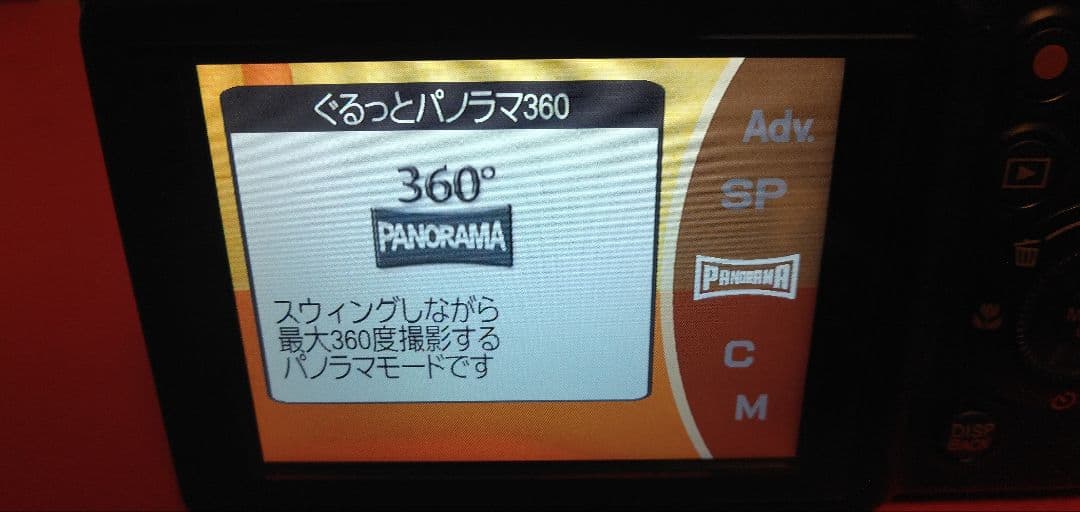 ぐるっとパノラマ360
360°
PANORAMA
スウィングしながら
最大360度撮影する
パノラマモードです
Adv.
SP
PANORAMA
C
M
DISP
BACK